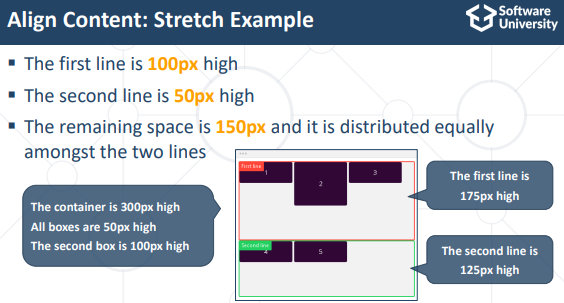 Align Content: Stretch Example
Software
University
The first line is 100px high
The second line is 50px high
The remaining space is 150px and it is distributed equally
amongst the two lines
The container is 300px high
All boxes are 50px high
The second box is 100px high
First line
1
2
3
Second line
4
5
The first line is
175px high
The second line is
125px high